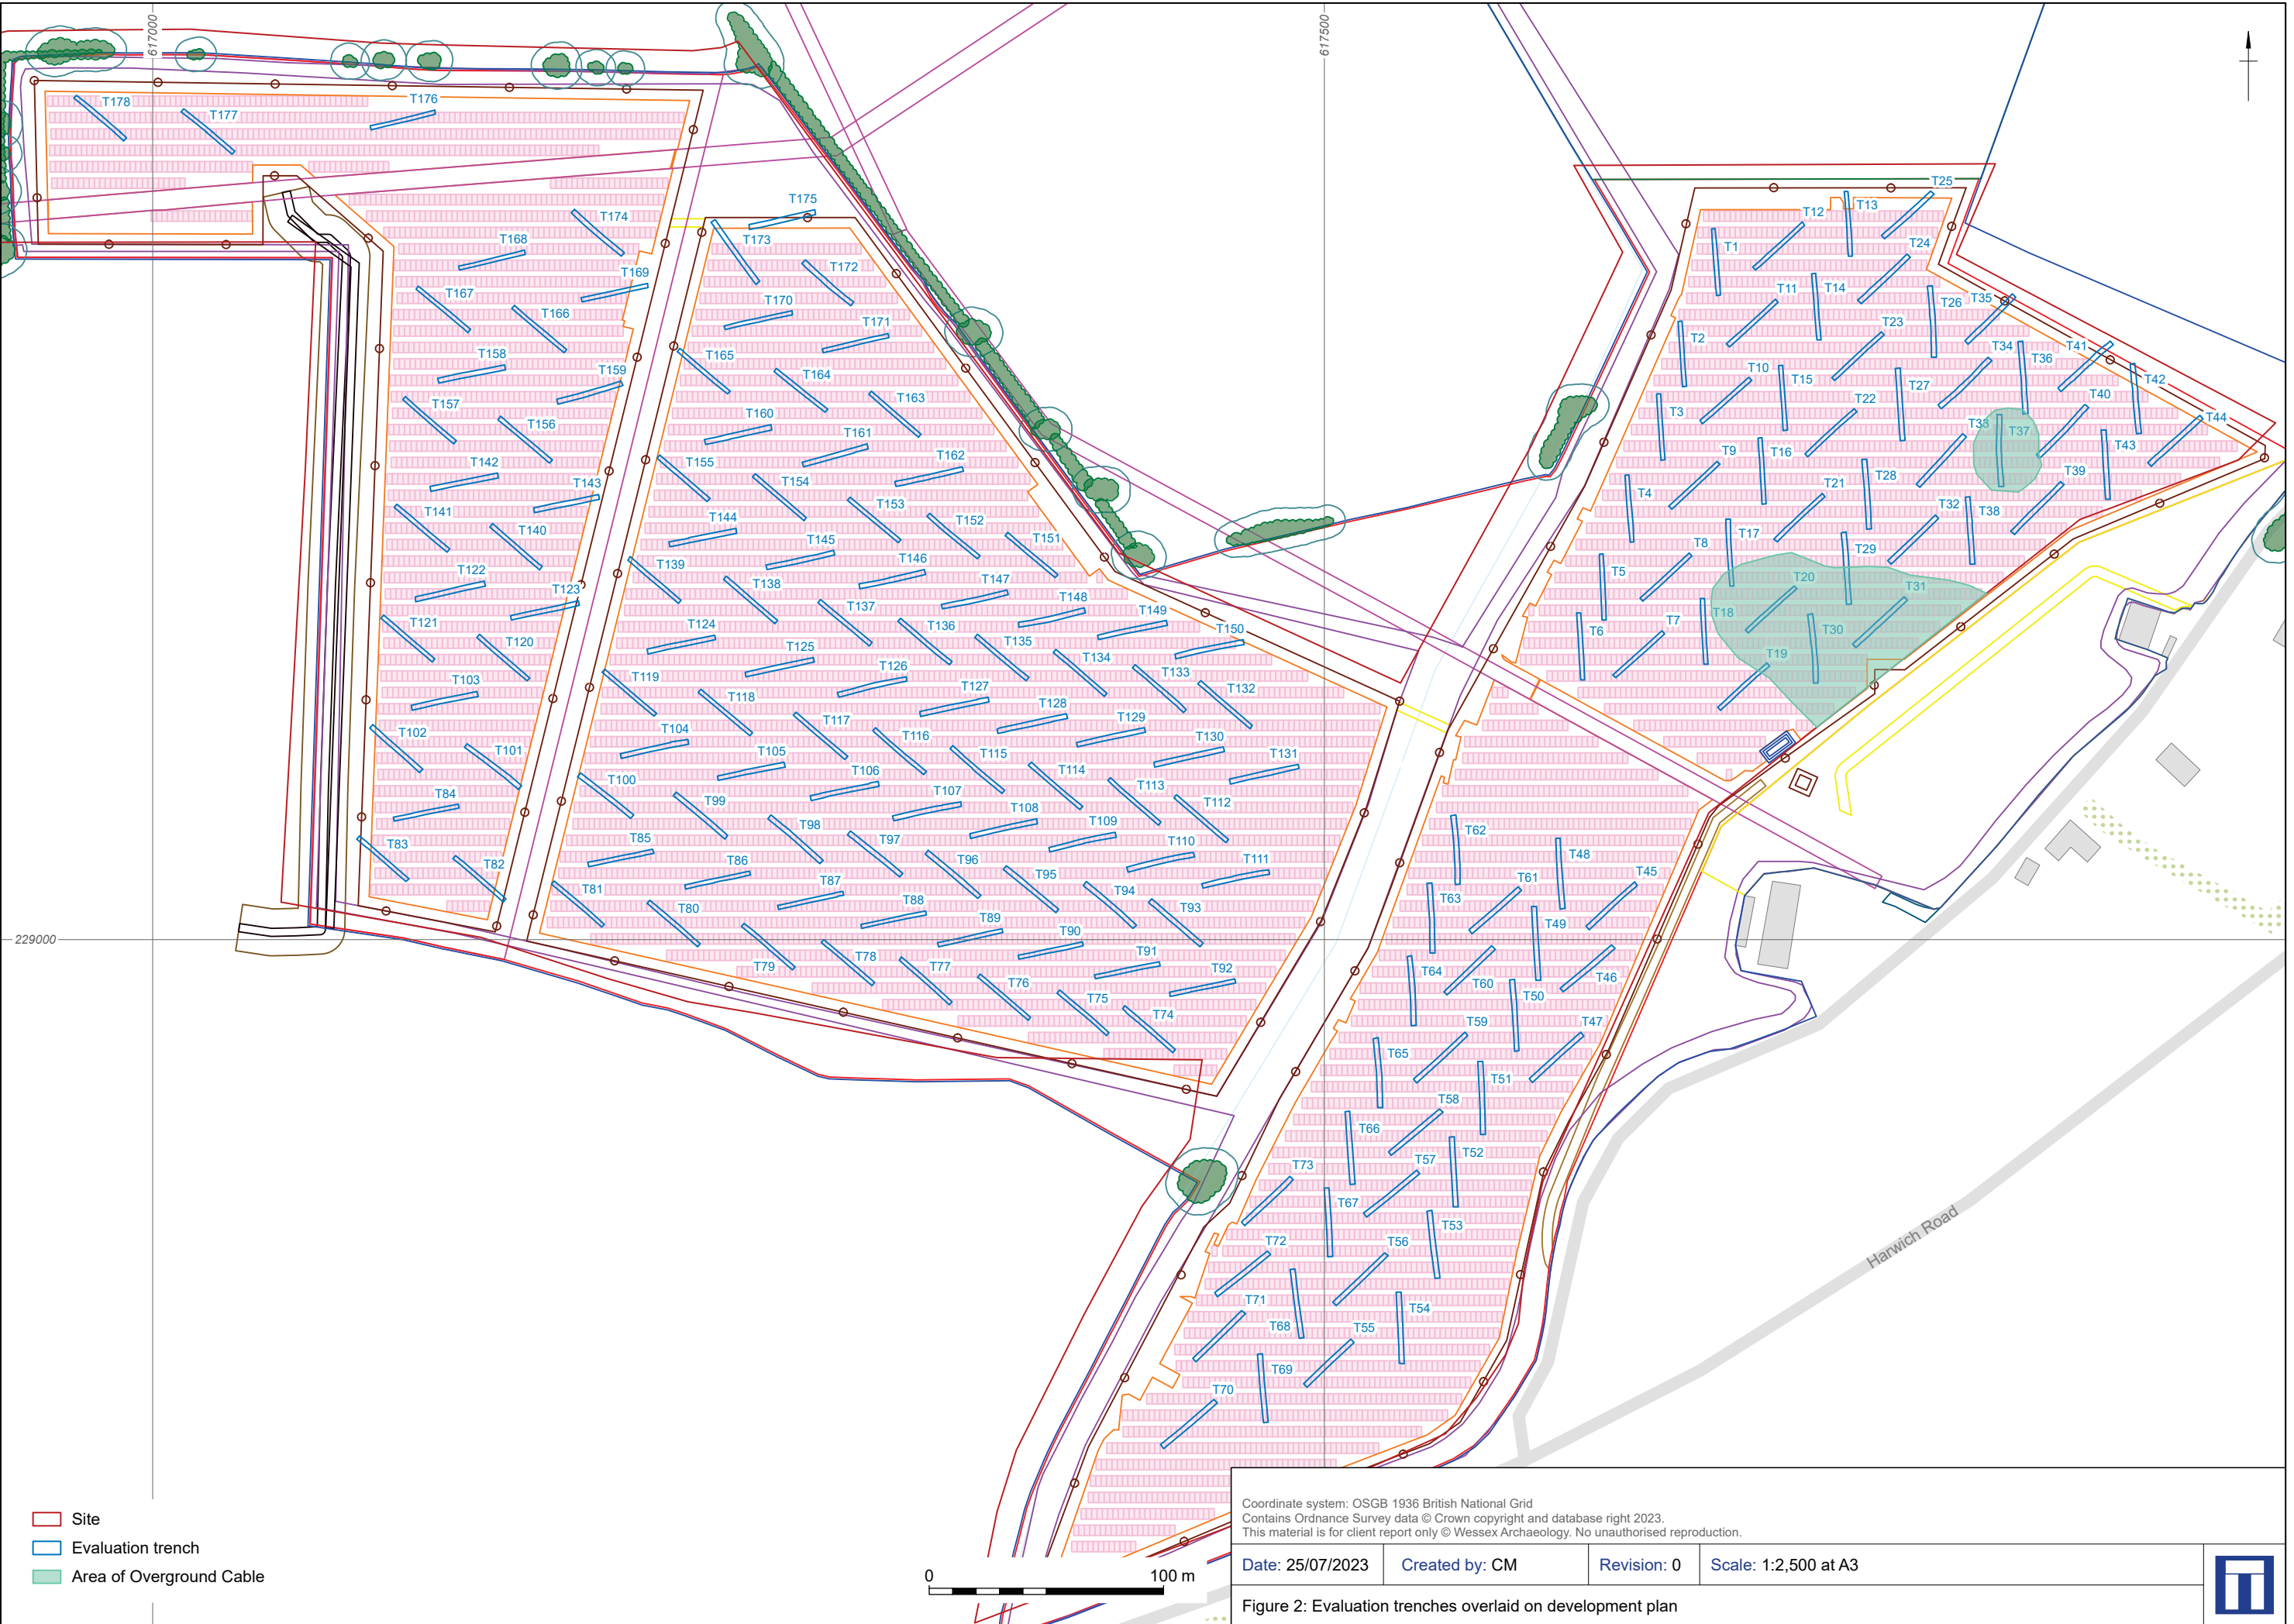 617000
617500
T178
T177
T176
T175
T174
T173
T172
T168
T169
T167
T166
T170
T171
T158
T159
T165
T164
T163
T157
T156
T160
T161
T162
T142
T143
T155
T154
T153
T152
T151
T141
T140
T144
T145
T146
T147
T148
T149
T150
T122
T123
T139
T138
T137
T136
T135
T134
T133
T132
T121
T120
T124
T125
T126
T127
T128
T129
T130
T131
T103
T119
T118
T117
T116
T115
T114
T113
T112
T102
T101
T104
T105
T106
T107
T108
T109
T110
T111
T84
T100
T99
T98
T97
T96
T95
T94
T93
T83
T82
T85
T86
T87
T88
T89
T90
T91
T92
T81
T80
T79
T78
T77
T76
T75
T74
T25
T13
T12
T1
T24
T11
T14
T26
T35
T2
T23
T34
T36
T41
T42
T10
T15
T27
T3
T22
T40
T44
T33
T37
T43
T9
T16
T28
T39
T4
T21
T32
T38
T17
T8
T29
T5
T20
T31
T18
T7
T6
T30
T19
T62
T48
T45
T61
T63
T49
T64
T60
T46
T50
T59
T47
T65
T51
T58
T66
T52
T57
T73
T67
T53
T72
T56
T71
T68
T54
T55
T69
T70
229000
Harwich Road
Site
Evaluation trench
Area of Overground Cable
0
100 m
Coordinate system: OSGB 1936 British National Grid
Contains Ordnance Survey data © Crown copyright and database right 2023.
This material is for client report only © Wessex Archaeology. No unauthorised reproduction.
Date: 25/07/2023
Created by: CM
Revision: 0
Scale: 1:2,500 at A3
Figure 2: Evaluation trenches overlaid on development plan